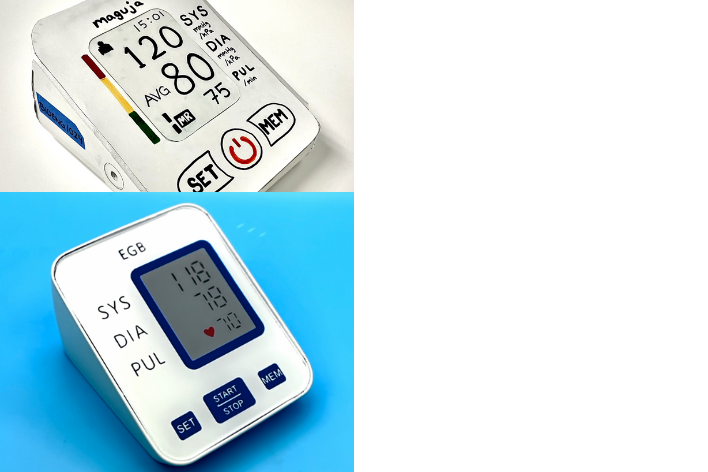 maguja
15:01
SYS
mmHg
/kPa
120
DIA
mmHg
/kPa
AVG 80
PUL
/min
75
MR
SET
MEM
EGB
SYS
118
DIA
78
PUL
70
SET
START
STOP
MEM